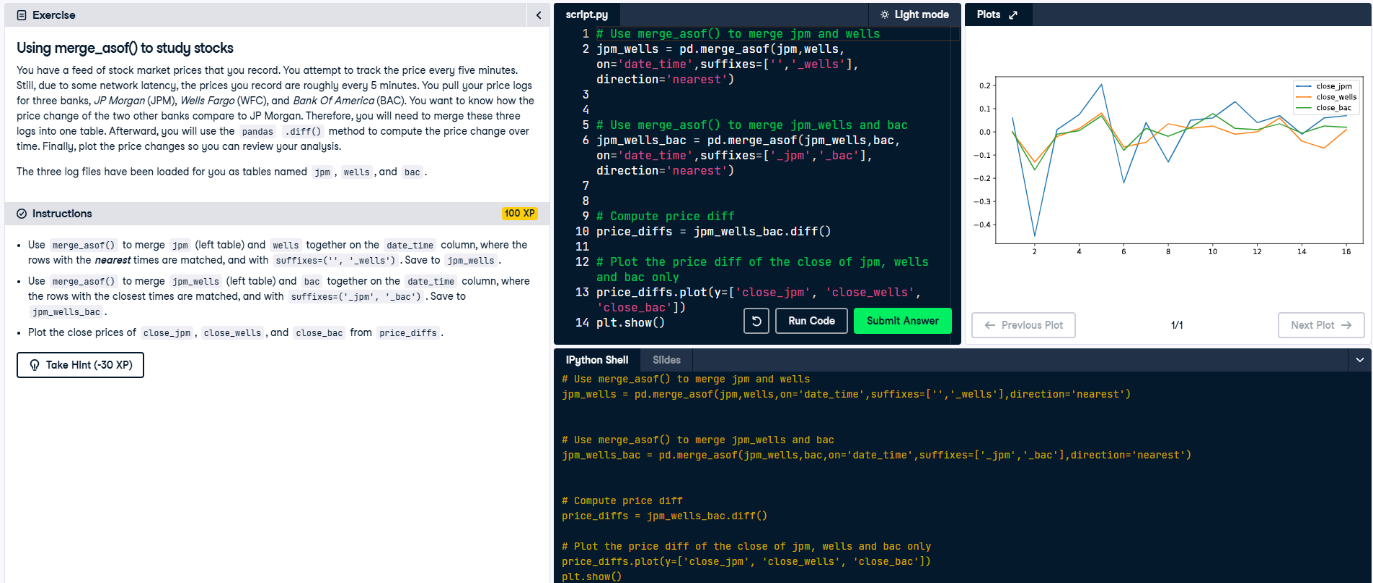 Exercise
Using merge_asof() to study stocks
You have a feed of stock market prices that you record. You attempt to track the price every five minutes.
Still, due to some network latency, the prices you record are roughly every 5 minutes. You pull your price logs
for three banks, JP Morgan (JPM), Wells Fargo (WFC), and Bank Of America (BAC). You want to know how the
price change of the two other banks compare to JP Morgan. Therefore, you will need to merge these three
logs into one table. Afterward, you will use the pandas .diff() method to compute the price change over
time. Finally, plot the price changes so you can review your analysis.
The three log files have been loaded for you as tables named jpm, wells, and bac.
Instructions
100 XP
• Use merge_asof() to merge jpm (left table) and wells together on the date_time column, where the
rows with the nearest times are matched, and with suffixes=('', '_wells'). Save to jpm_wells.
• Use merge_asof() to merge jpm_wells (left table) and bac together on the date_time column, where
the rows with the closest times are matched, and with suffixes=('_jpm', '_bac'). Save to
jpm_wells_bac.
• Plot the close prices of close_jpm, close_wells, and close_bac from price_diffs.
Take Hint (-30 XP)
script.py
Light mode
1 # Use merge_asof() to merge jpm and wells
2 jpm_wells = pd.merge_asof(jpm,wells,
on='date_time',suffixes=['','_wells'],
direction='nearest')
3
4
5 # Use merge_asof() to merge jpm_wells and bac
6 jpm_wells_bac = pd.merge_asof(jpm_wells,bac,
on='date_time',suffixes=['_jpm','_bac'],
direction='nearest')
7
8
9 # Compute price diff
10 price_diffs = jpm_wells_bac.diff()
11
12 # Plot the price diff of the close of jpm, wells
and bac only
13 price_diffs.plot(y=['close_jpm', 'close_wells',
'close_bac'])
14 plt.show()
Run Code
Submit Answer
Plots
close_jpm
close_wells
close_bac
0.2
0.1
0.0
−0.1
−0.2
−0.3
−0.4
2 4 6 8 10 12 14 16
← Previous Plot
1/1
Next Plot →
IPython Shell
Slides
# Use merge_asof() to merge jpm and wells
jpm_wells = pd.merge_asof(jpm,wells,on='date_time',suffixes=['','_wells'],direction='nearest')
# Use merge_asof() to merge jpm_wells and bac
jpm_wells_bac = pd.merge_asof(jpm_wells,bac,on='date_time',suffixes=['_jpm','_bac'],direction='nearest')
# Compute price diff
price_diffs = jpm_wells_bac.diff()
# Plot the price diff of the close of jpm, wells and bac only
price_diffs.plot(y=['close_jpm', 'close_wells', 'close_bac'])
plt.show()